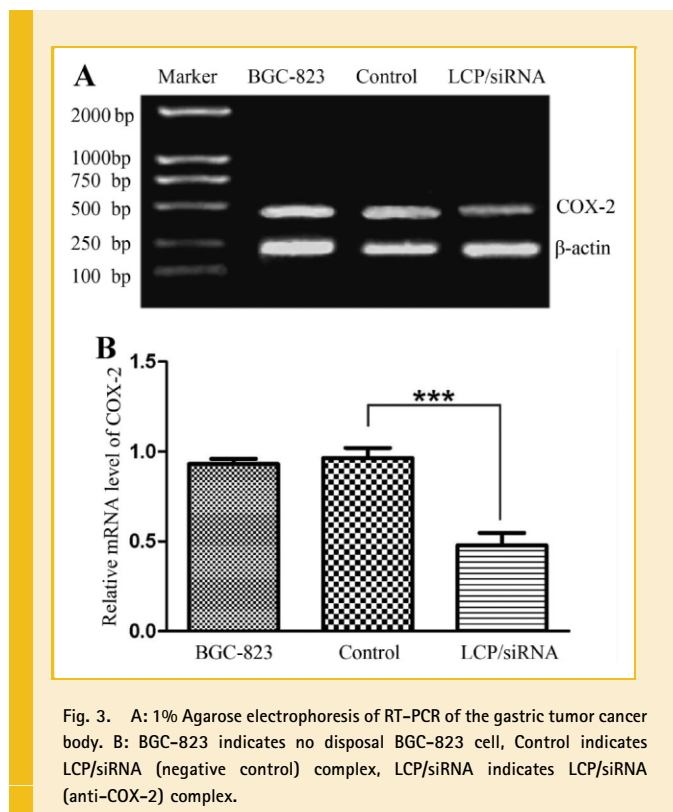 A
Marker BGC-823 Control LCP/siRNA
2000 bp
1000bp
750 bp
500 bp
COX-2
250 bp
β-actin
100 bp
B
Relative mRNA level of COX-2
1.5
***
1.0
0.5
0.0
BGC-823 Control LCP/siRNA
Fig. 3. A: 1% Agarose electrophoresis of RT-PCR of the gastric tumor cancer
body. B: BGC-823 indicates no disposal BGC-823 cell, Control indicates
LCP/siRNA (negative control) complex, LCP/siRNA indicates LCP/siRNA
(anti-COX-2) complex.